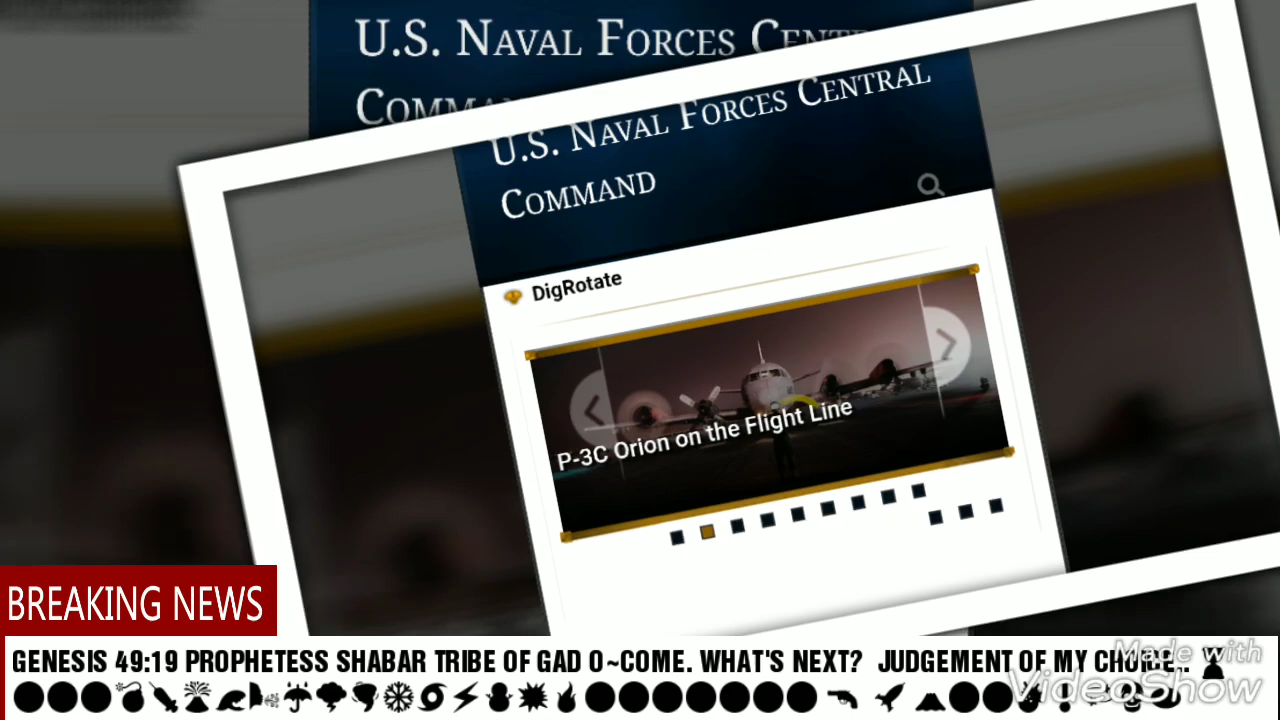 U.S. NAVAL FORCES CENTRAL
COMMAND
U.S. NAVAL FORCES CENTRAL
COMMAND
DigRotate
P-3C Orion on the Flight Line
BREAKING NEWS
GENESIS 49:19 PROPHETESS SHABAR TRIBE OF GAD O~COME. WHAT'S NEXT? JUDGEMENT OF MY CHOICE..
Made with
VideoShow